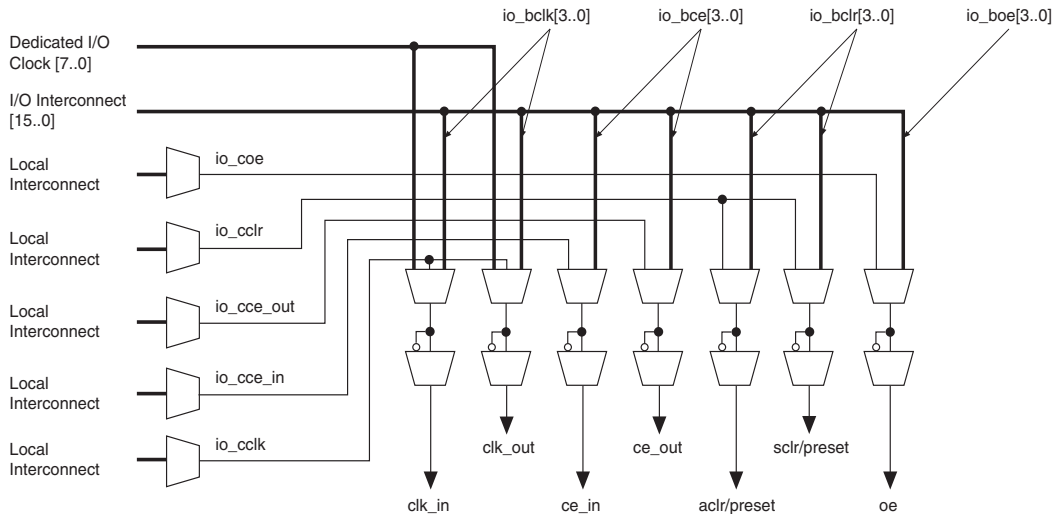 io_bclk[3..0]
io_bce[3..0]
io_bclr[3..0]
io_boe[3..0]
Dedicated I/O
Clock [7..0]
I/O Interconnect
[15..0]
Local
Interconnect
io_coe
Local
Interconnect
io_cclr
Local
Interconnect
io_cce_out
Local
Interconnect
io_cce_in
Local
Interconnect
io_cclk
clk_out
ce_out
sclr/preset
clk_in
ce_in
aclr/preset
oe